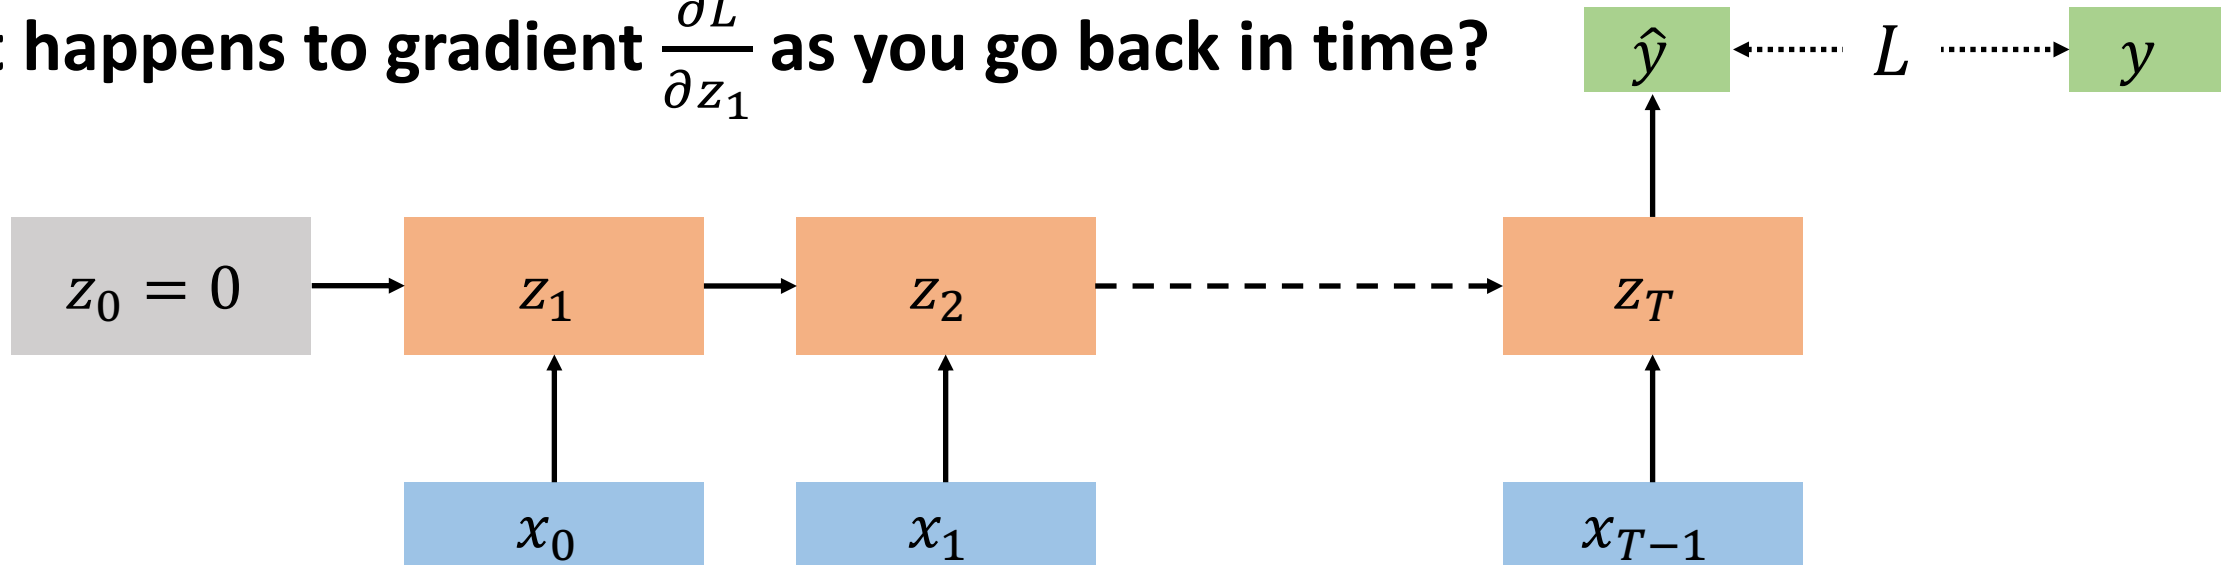 happens to gradient ∂L/∂z₁ as you go back in time?
ŷ L y
z₀ = 0 z₁ z₂ z_T
x₀ x₁ x_{T−1}